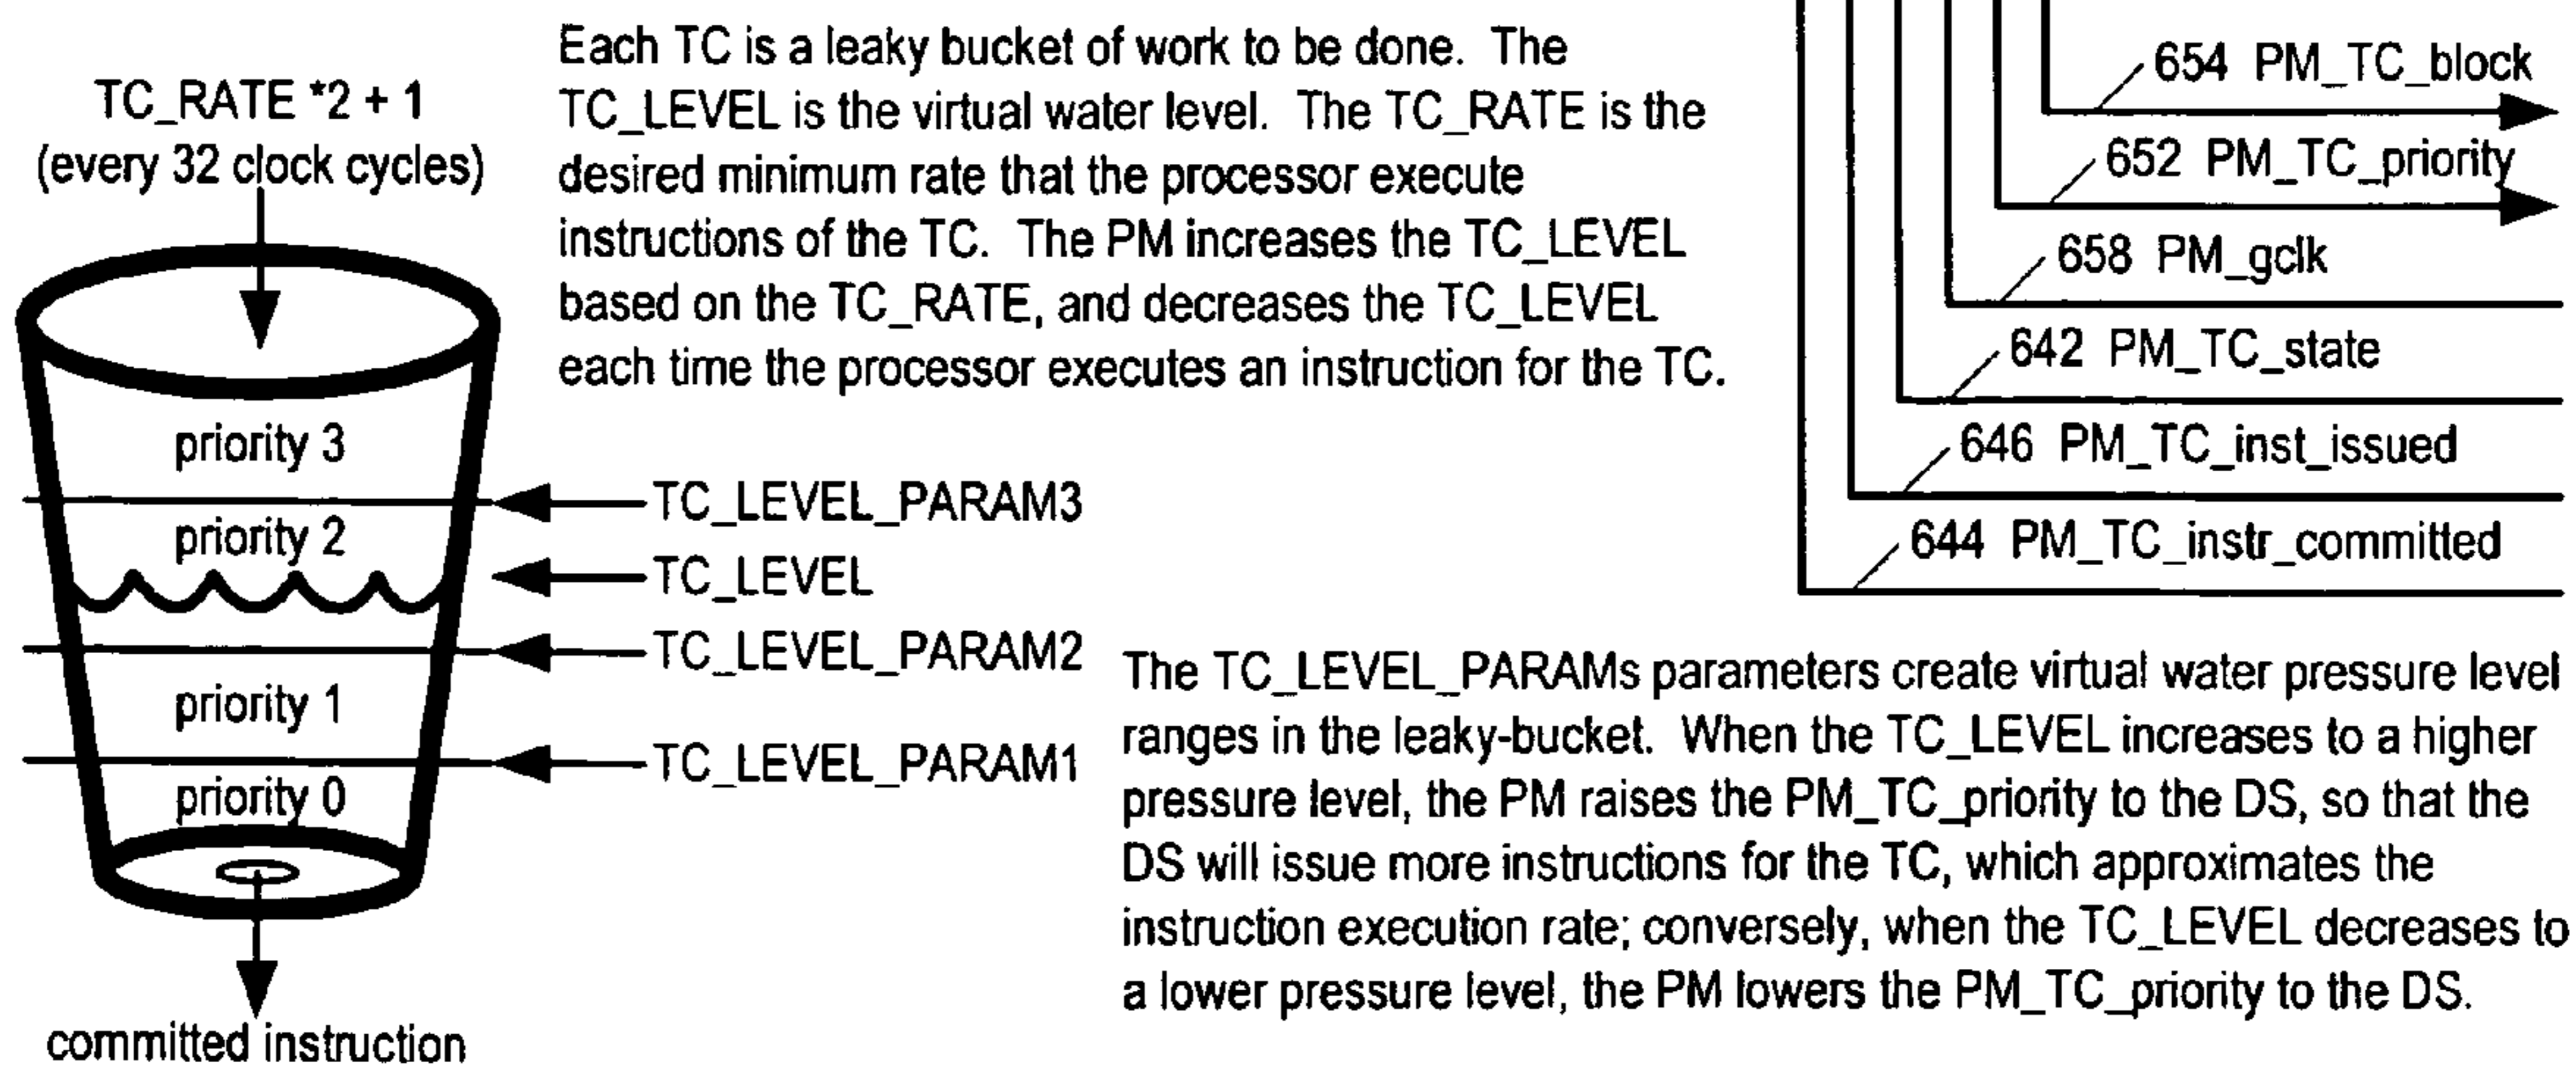 TC_RATE *2 + 1
(every 32 clock cycles)
Each TC is a leaky bucket of work to be done. The
TC_LEVEL is the virtual water level. The TC_RATE is the
desired minimum rate that the processor execute
instructions of the TC. The PM increases the TC_LEVEL
based on the TC_RATE, and decreases the TC_LEVEL
each time the processor executes an instruction for the TC.
654 PM_TC_block
652 PM_TC_priority
658 PM_gclk
642 PM_TC_state
646 PM_TC_inst_issued
644 PM_TC_instr_committed
priority 3
TC_LEVEL_PARAM3
priority 2
TC_LEVEL
TC_LEVEL_PARAM2
priority 1
TC_LEVEL_PARAM1
priority 0
committed instruction
The TC_LEVEL_PARAMs parameters create virtual water pressure level
ranges in the leaky-bucket. When the TC_LEVEL increases to a higher
pressure level, the PM raises the PM_TC_priority to the DS, so that the
DS will issue more instructions for the TC, which approximates the
instruction execution rate; conversely, when the TC_LEVEL decreases to
a lower pressure level, the PM lowers the PM_TC_priority to the DS.